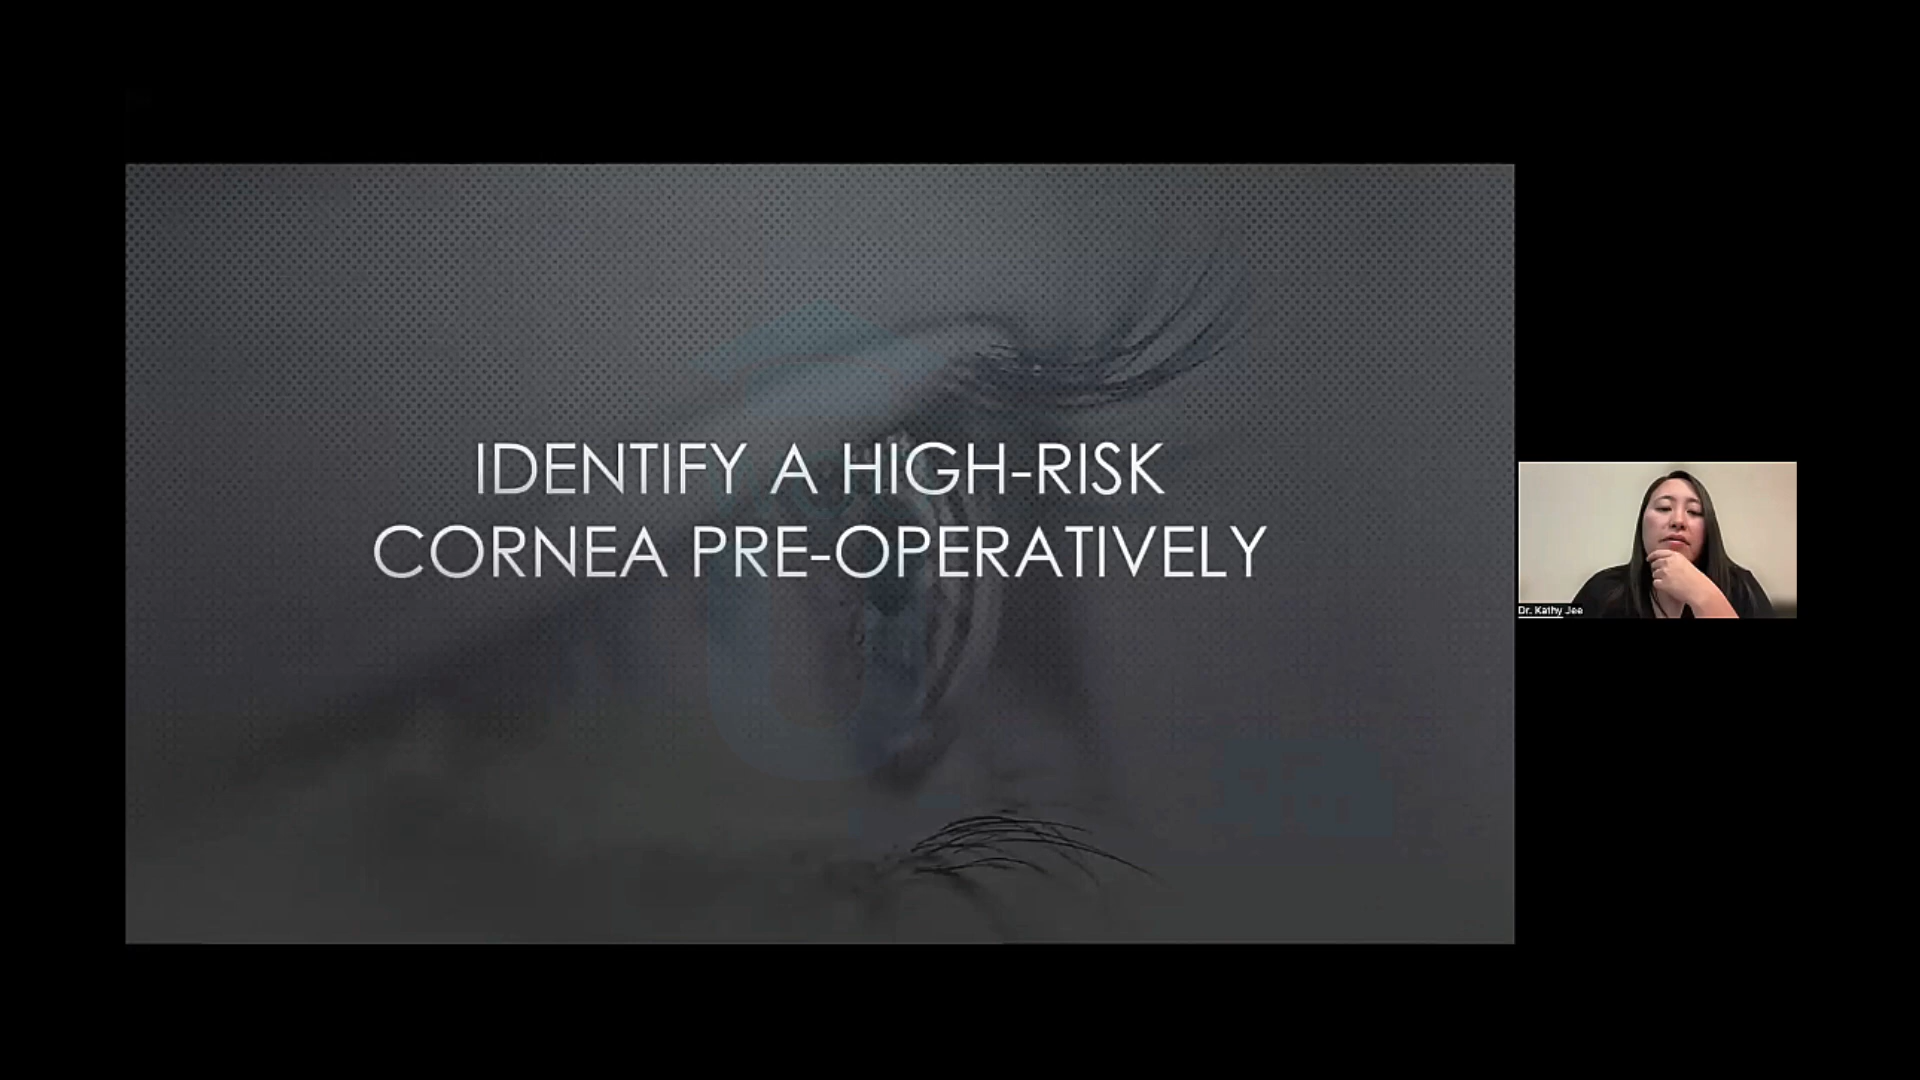 IDENTIFY A HIGH-RISK
CORNEA PRE-OPERATIVELY
Dr. Kathy Jee